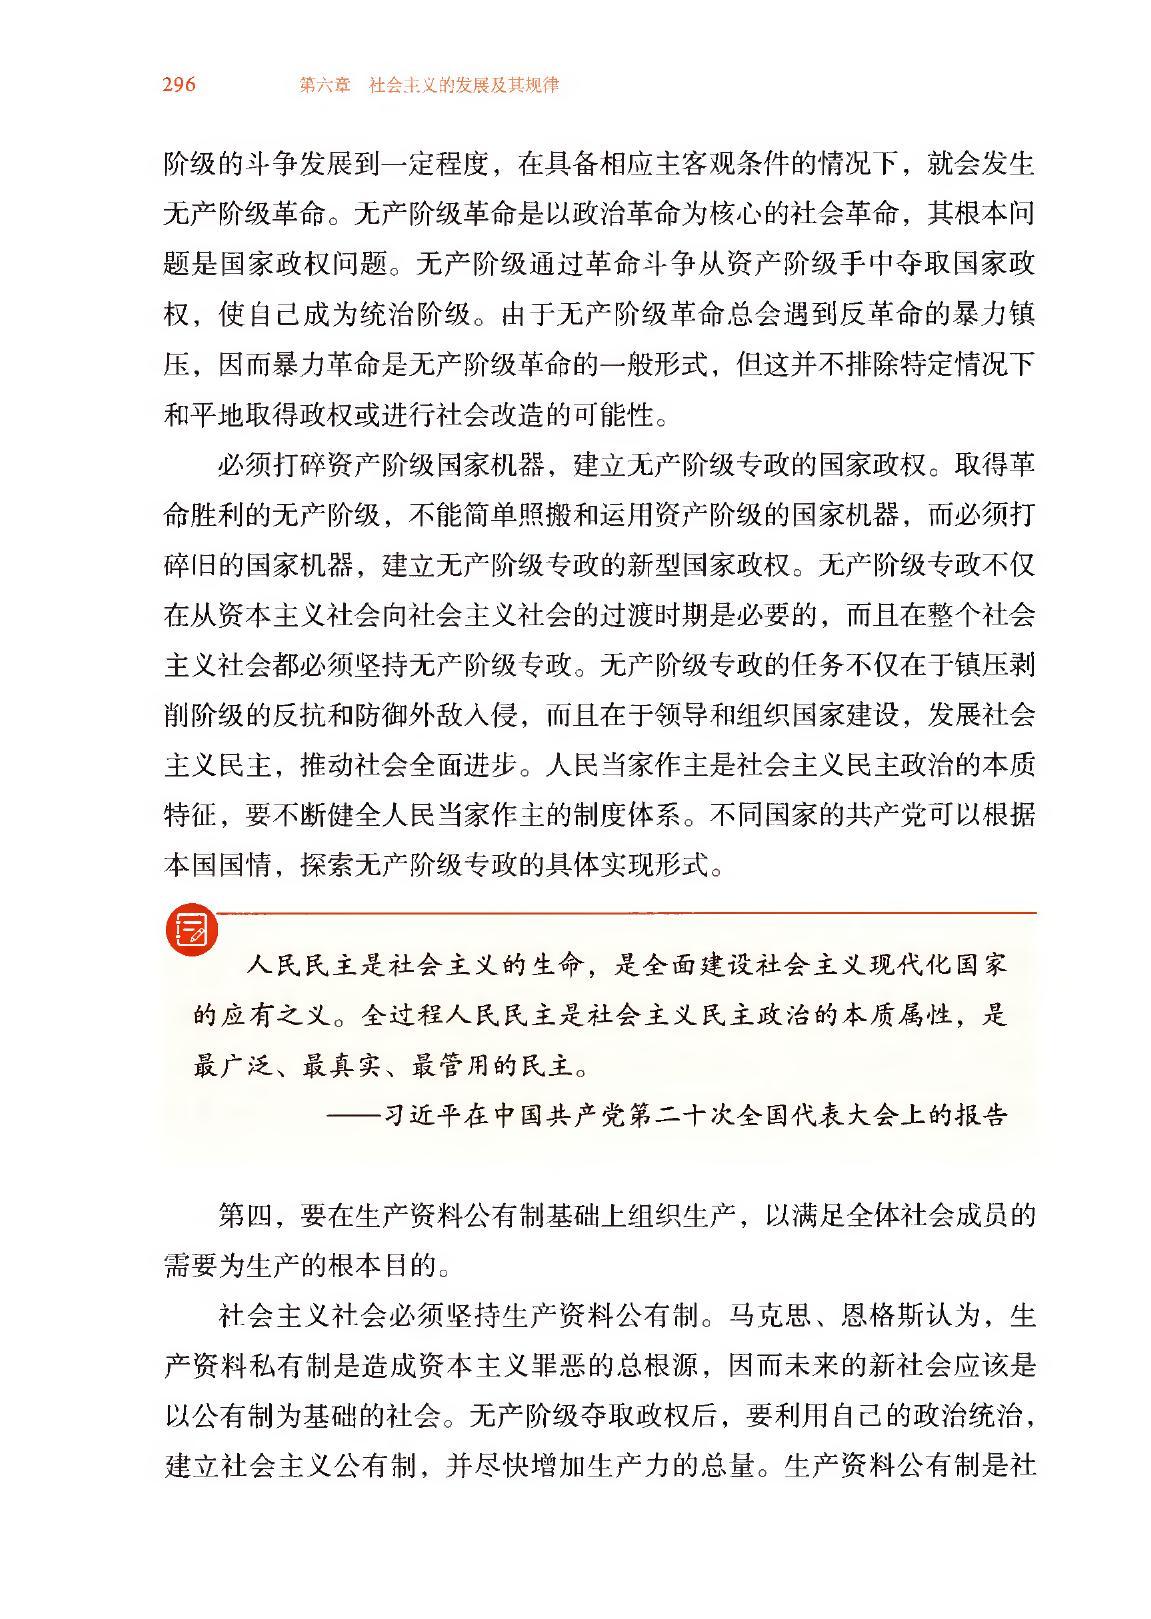 296 第六章 社会主义的发展及其规律
阶级的斗争发展到一定程度，在具备相应主客观条件的情况下，就会发生
无产阶级革命。无产阶级革命是以政治革命为核心的社会革命，其根本问
题是国家政权问题。无产阶级通过革命斗争从资产阶级手中夺取国家政
权，使自己成为统治阶级。由于无产阶级革命总会遇到反革命的暴力镇
压，因而暴力革命是无产阶级革命的一般形式，但这并不排除特定情况下
和平地取得政权或进行社会改造的可能性。
必须打碎资产阶级国家机器，建立无产阶级专政的国家政权。取得革
命胜利的无产阶级，不能简单照搬和运用资产阶级的国家机器，而必须打
碎旧的国家机器，建立无产阶级专政的新型国家政权。无产阶级专政不仅
在从资本主义社会向社会主义社会的过渡时期是必要的，而且在整个社会
主义社会都必须坚持无产阶级专政。无产阶级专政的任务不仅在于镇压剥
削阶级的反抗和防御外敌入侵，而且在于领导和组织国家建设，发展社会
主义民主，推动社会全面进步。人民当家作主是社会主义民主政治的本质
特征，要不断健全人民当家作主的制度体系。不同国家的共产党可以根据
本国国情，探索无产阶级专政的具体实现形式。
人民民主是社会主义的生命，是全面建设社会主义现代化国家
的应有之义。全过程人民民主是社会主义民主政治的本质属性，是
最广泛、最真实、最管用的民主。
——习近平在中国共产党第二十次全国代表大会上的报告
第四，要在生产资料公有制基础上组织生产，以满足全体社会成员的
需要为生产的根本目的。
社会主义社会必须坚持生产资料公有制。马克思、恩格斯认为，生
产资料私有制是造成资本主义罪恶的总根源，因而未来的新社会应该是
以公有制为基础的社会。无产阶级夺取政权后，要利用自己的政治统治，
建立社会主义公有制，并尽快增加生产力的总量。生产资料公有制是社